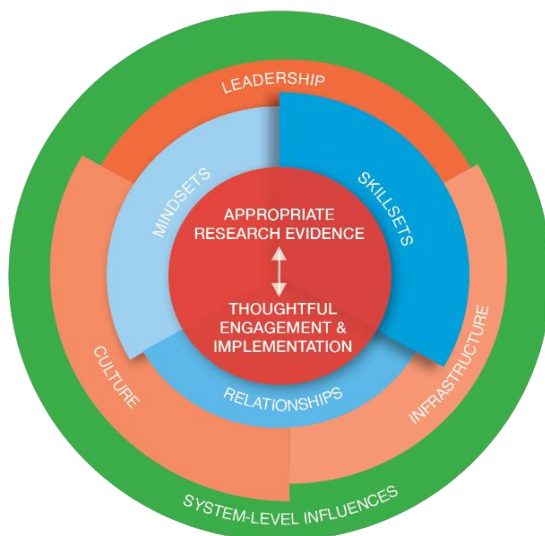 LEADERSHIP
MINDSETS
SKILLSETS
APPROPRIATE
RESEARCH EVIDENCE
THOUGHTFUL
ENGAGEMENT &
IMPLEMENTATION
RELATIONSHIPS
CULTURE
INFRASTRUCTURE
SYSTEM-LEVEL INFLUENCES